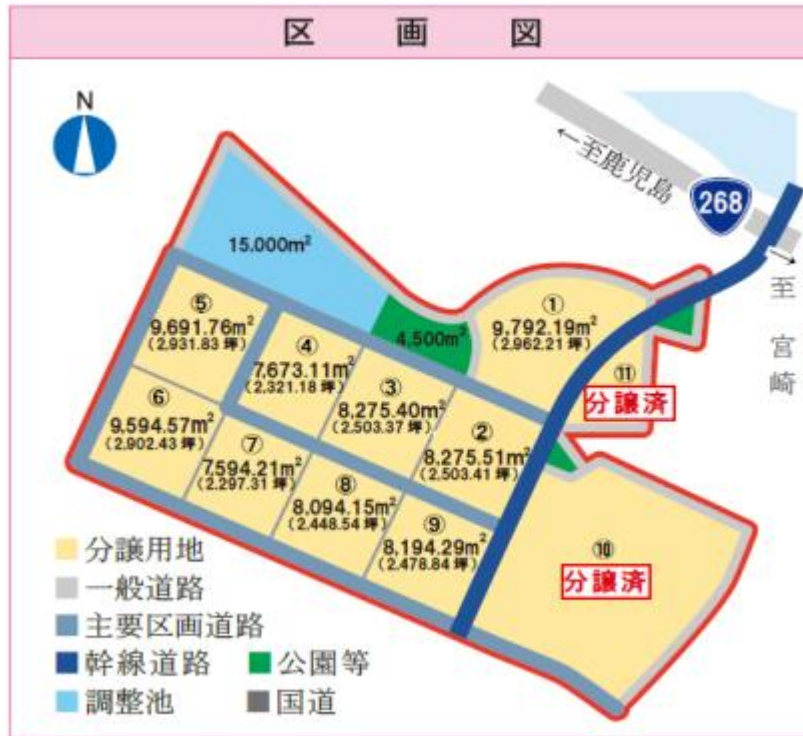 区画図
N
←至鹿児島
268
→至宮崎
15,000m²
4,500m²
①
9,792.19m²
(2,962.21坪)
⑪
分譲済
⑤
9,691.76m²
(2,931.83坪)
④
7,673.11m²
(2,321.18坪)
③
8,275.40m²
(2,503.37坪)
②
8,275.51m²
(2,503.41坪)
⑥
9,594.57m²
(2,902.43坪)
⑦
7,594.21m²
(2,297.31坪)
⑧
8,094.15m²
(2,448.54坪)
⑨
8,194.29m²
(2,478.84坪)
⑩
分譲済
分譲用地
一般道路
主要区画道路
幹線道路 公園等
調整池 国道